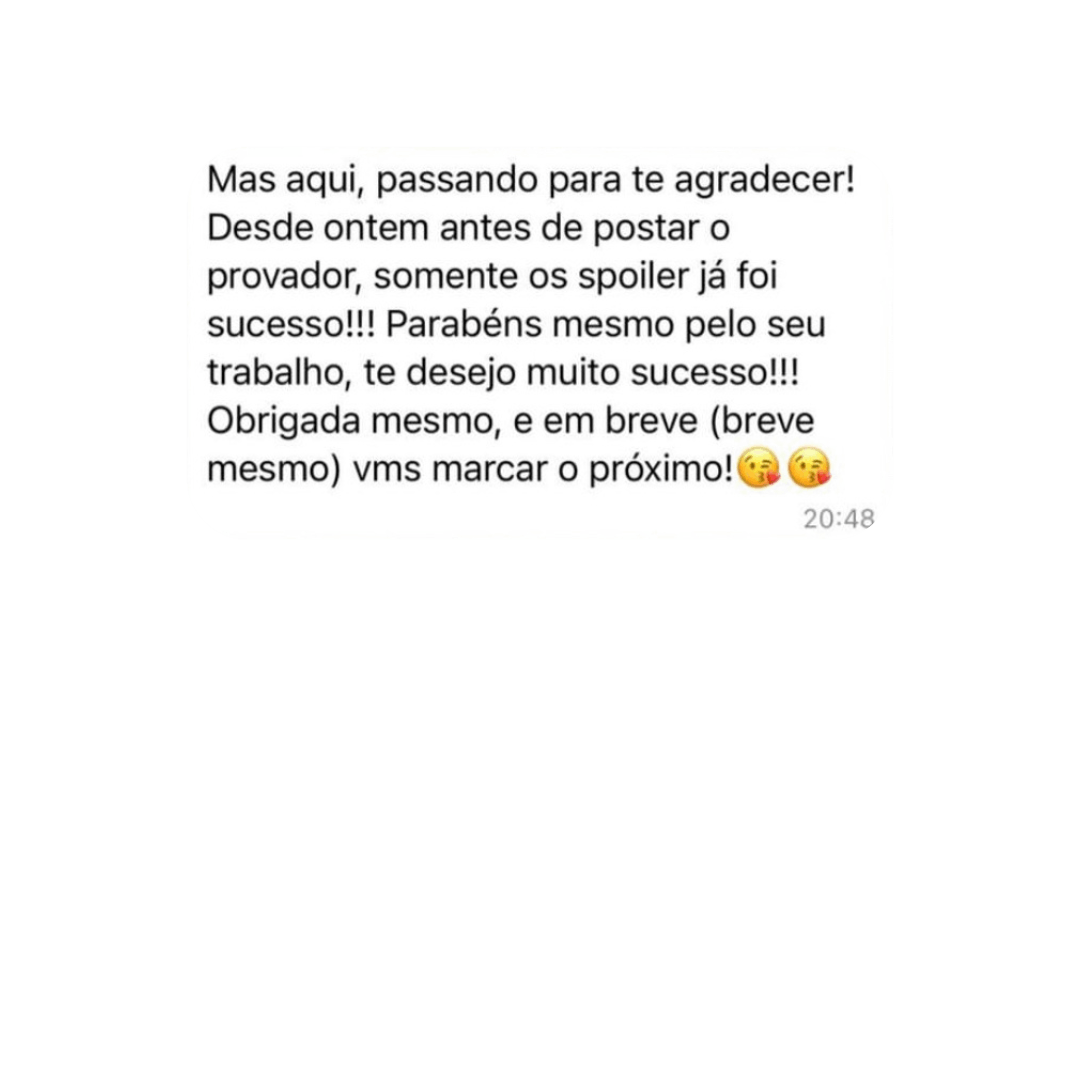 Mas aqui, passando para te agradecer!
Desde ontem antes de postar o
provador, somente os spoiler já foi
sucesso!!! Parabéns mesmo pelo seu
trabalho, te desejo muito sucesso!!!
Obrigada mesmo, e em breve (breve
mesmo) vms marcar o próximo!😘😘
20:48